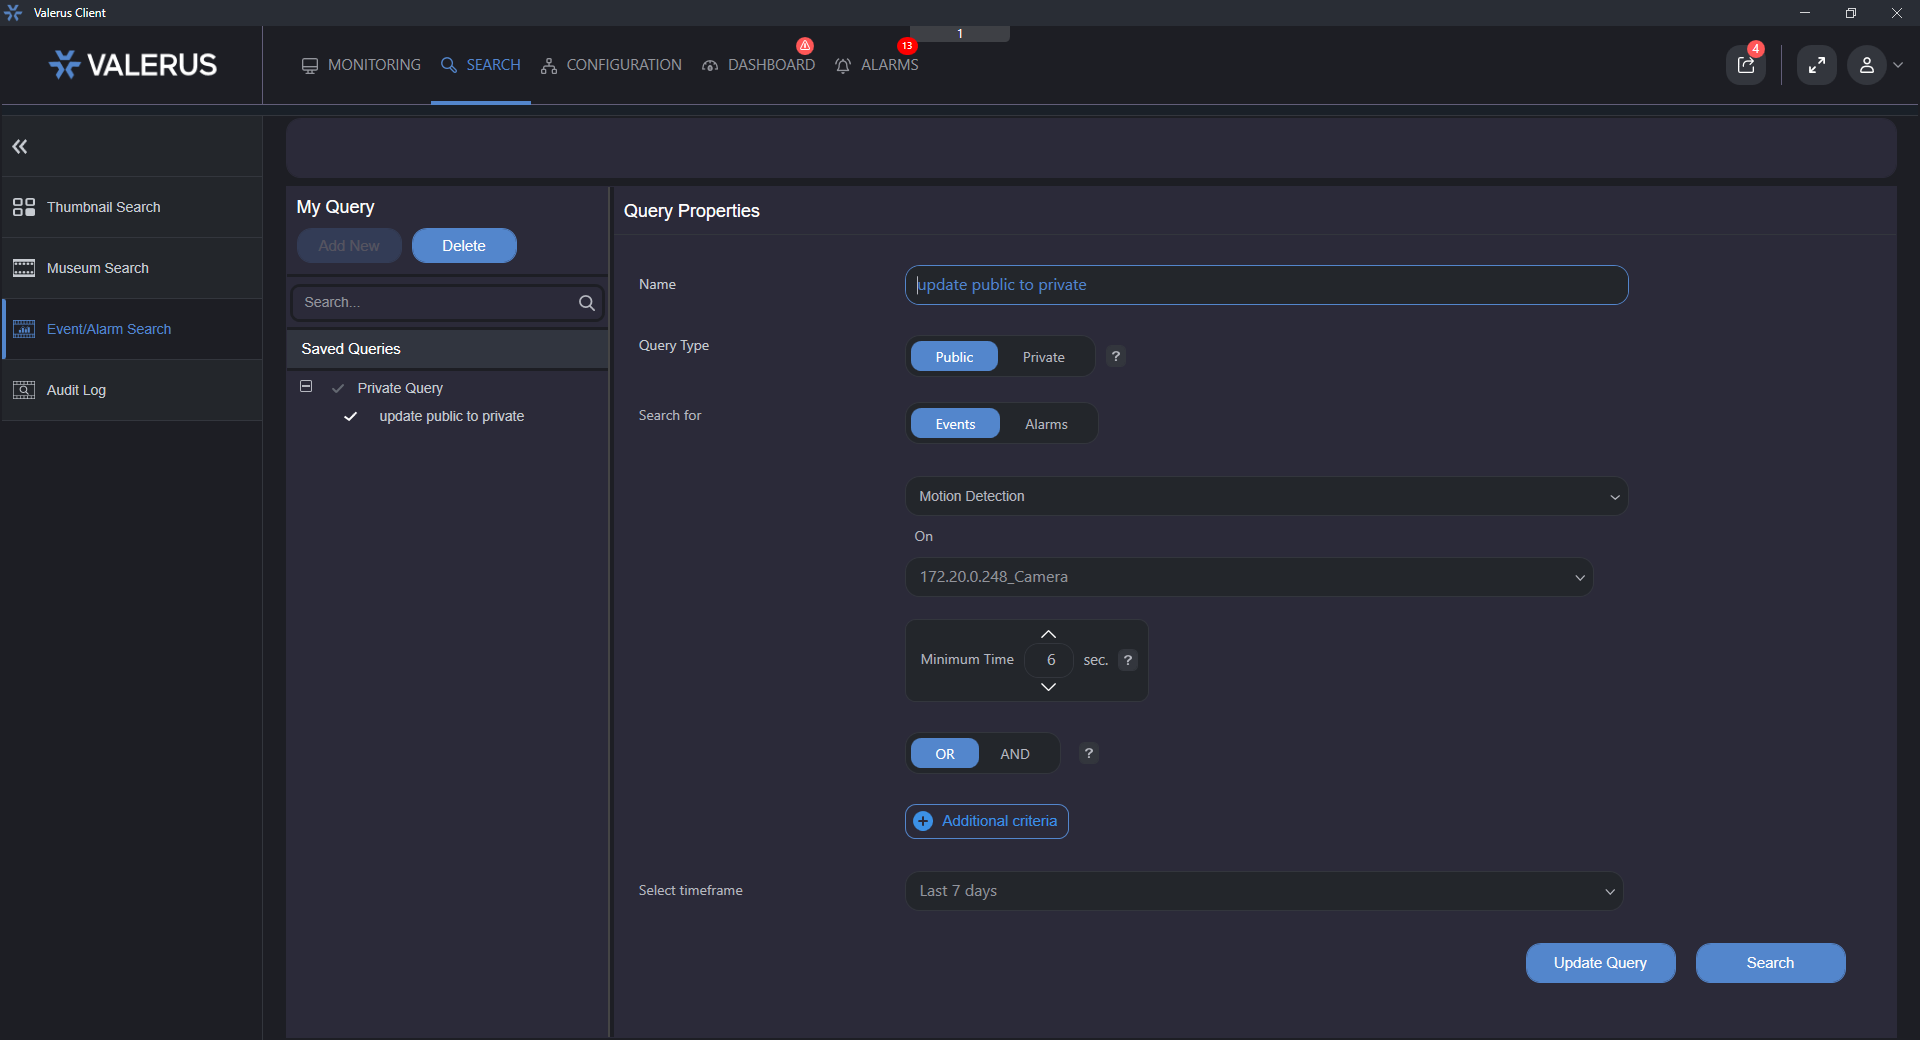 Valerus Client
1
VALERUS
MONITORING
SEARCH
CONFIGURATION
DASHBOARD
13
ALARMS
4
Thumbnail Search
Museum Search
Event/Alarm Search
Audit Log
My Query
Add New
Delete
Search...
Saved Queries
Private Query
update public to private
Query Properties
Name
update public to private
Query Type
Public
Private
?
Search for
Events
Alarms
Motion Detection
On
172.20.0.248_Camera
Minimum Time
6
sec.
?
OR
AND
?
Additional criteria
Select timeframe
Last 7 days
Update Query
Search